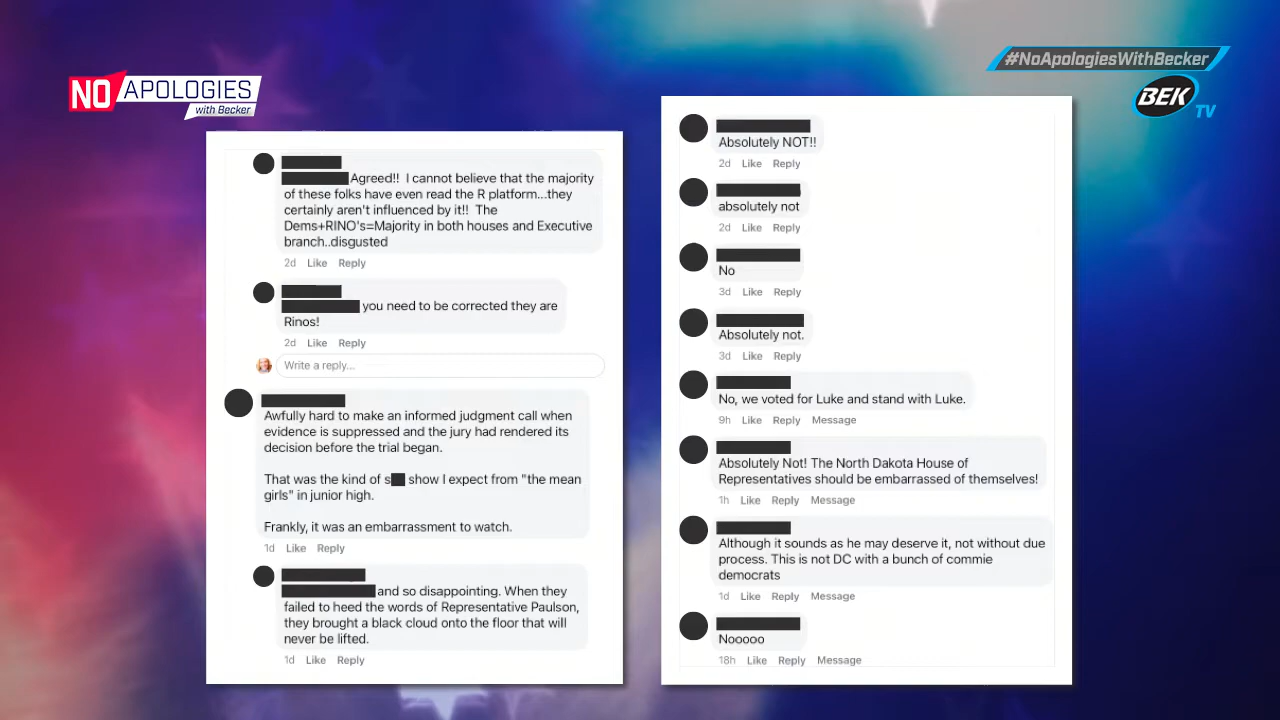 NO APOLOGIES
with Becker
#NoApologiesWithBecker
BEK TV
Agreed!! I cannot believe that the majority
of these folks have even read the R platform...they
certainly aren't influenced by it!! The
Dems+RINO's=Majority in both houses and Executive
branch..disgusted
2d Like Reply
you need to be corrected they are
Rinos!
2d Like Reply
Write a reply...
Awfully hard to make an informed judgment call when
evidence is suppressed and the jury had rendered its
decision before the trial began.
That was the kind of s show I expect from "the mean
girls" in junior high.
Frankly, it was an embarrassment to watch.
1d Like Reply
and so disappointing. When they
failed to heed the words of Representative Paulson,
they brought a black cloud onto the floor that will
never be lifted.
1d Like Reply
Absolutely NOT!!
2d Like Reply
absolutely not
2d Like Reply
No
3d Like Reply
Absolutely not.
3d Like Reply
No, we voted for Luke and stand with Luke.
9h Like Reply Message
Absolutely Not! The North Dakota House of
Representatives should be embarrassed of themselves!
1h Like Reply Message
Although it sounds as he may deserve it, not without due
process. This is not DC with a bunch of commie
democrats
1d Like Reply Message
Nooooo
18h Like Reply Message